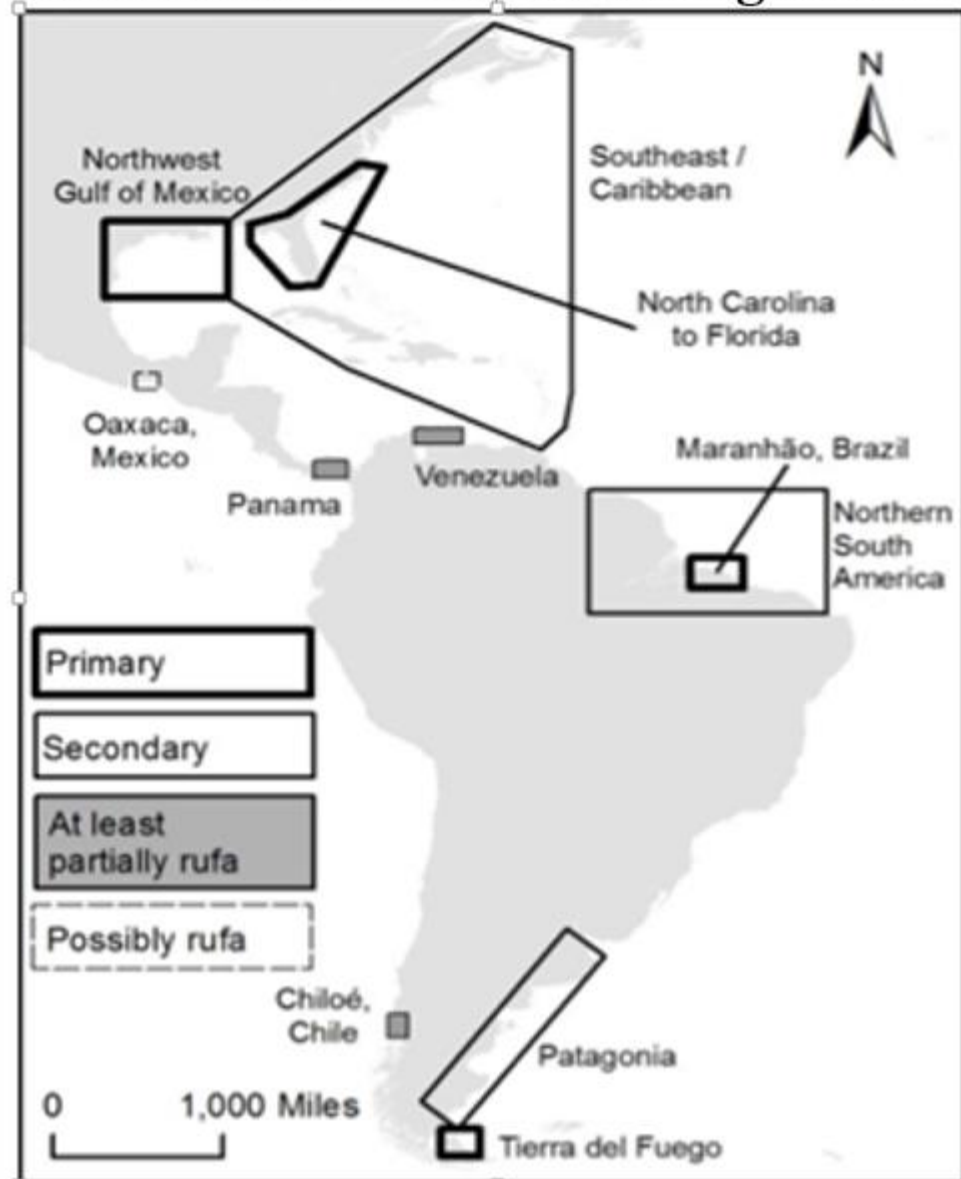 N
Northwest
Gulf of Mexico
Southeast /
Caribbean
North Carolina
to Florida
Oaxaca,
Mexico
Panama
Venezuela
Maranhão, Brazil
Northern
South
America
Primary
Secondary
At least
partially rufa
Possibly rufa
Chiloé,
Chile
Patagonia
0 1,000 Miles
Tierra del Fuego